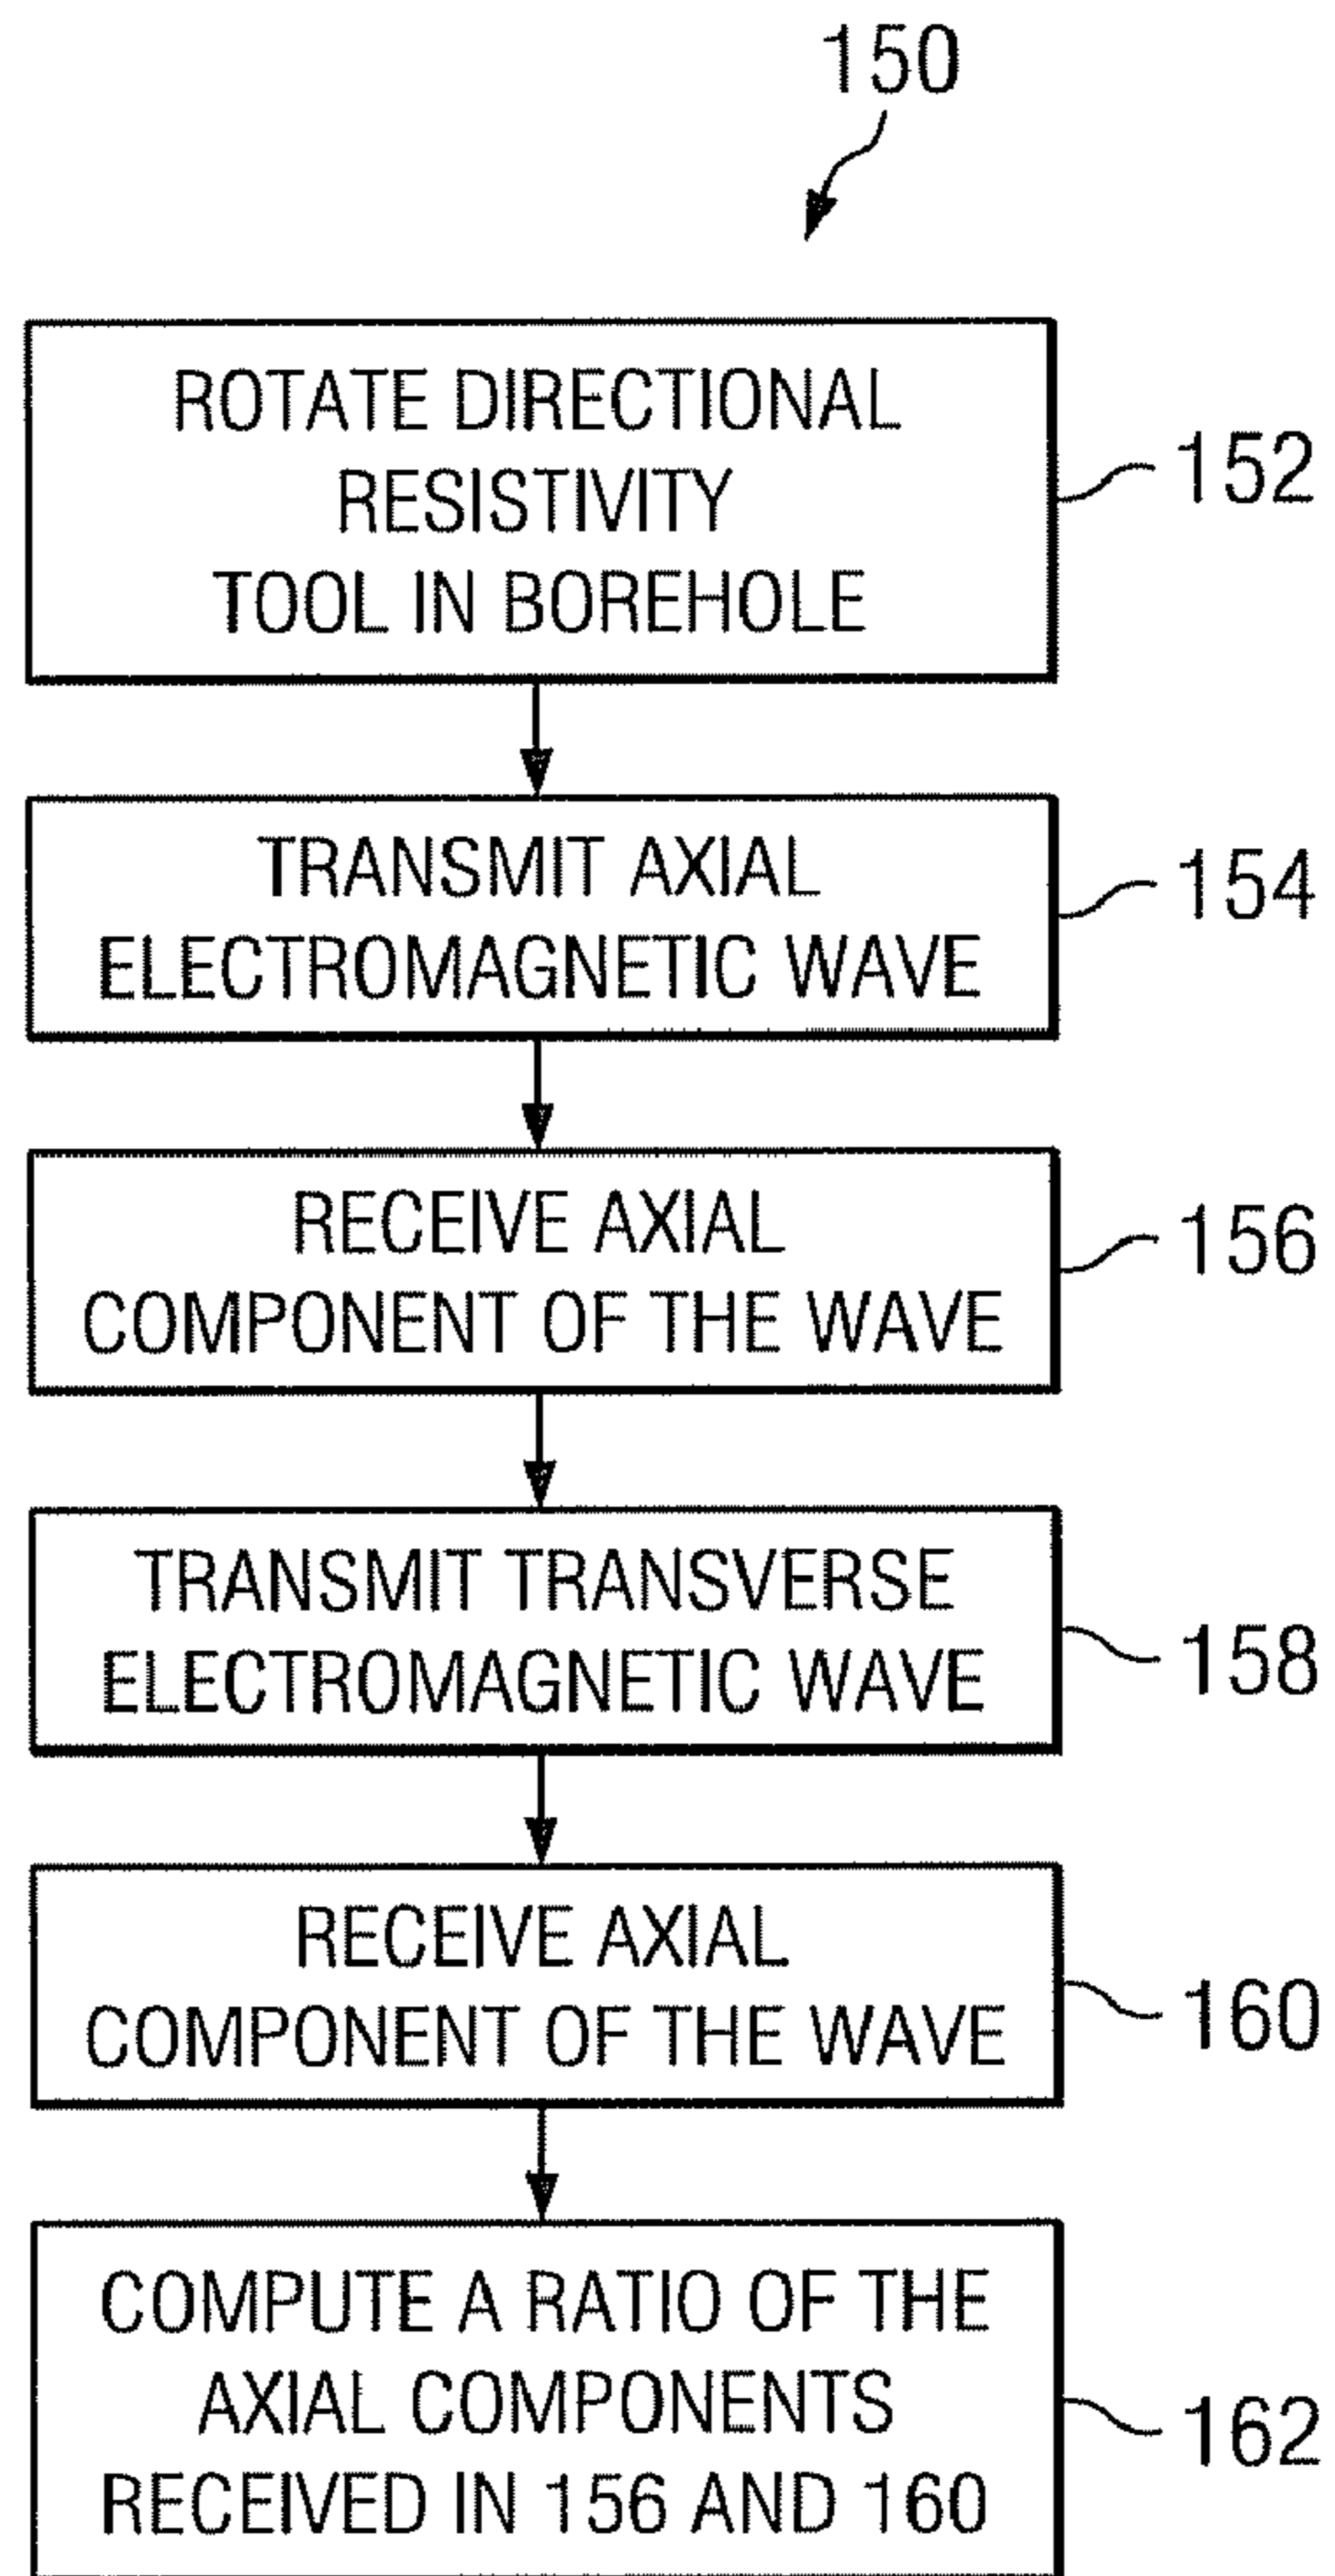 150
ROTATE DIRECTIONAL
RESISTIVITY
TOOL IN BOREHOLE
152
TRANSMIT AXIAL
ELECTROMAGNETIC WAVE
154
RECEIVE AXIAL
COMPONENT OF THE WAVE
156
TRANSMIT TRANSVERSE
ELECTROMAGNETIC WAVE
158
RECEIVE AXIAL
COMPONENT OF THE WAVE
160
COMPUTE A RATIO OF THE
AXIAL COMPONENTS
RECEIVED IN 156 AND 160
162